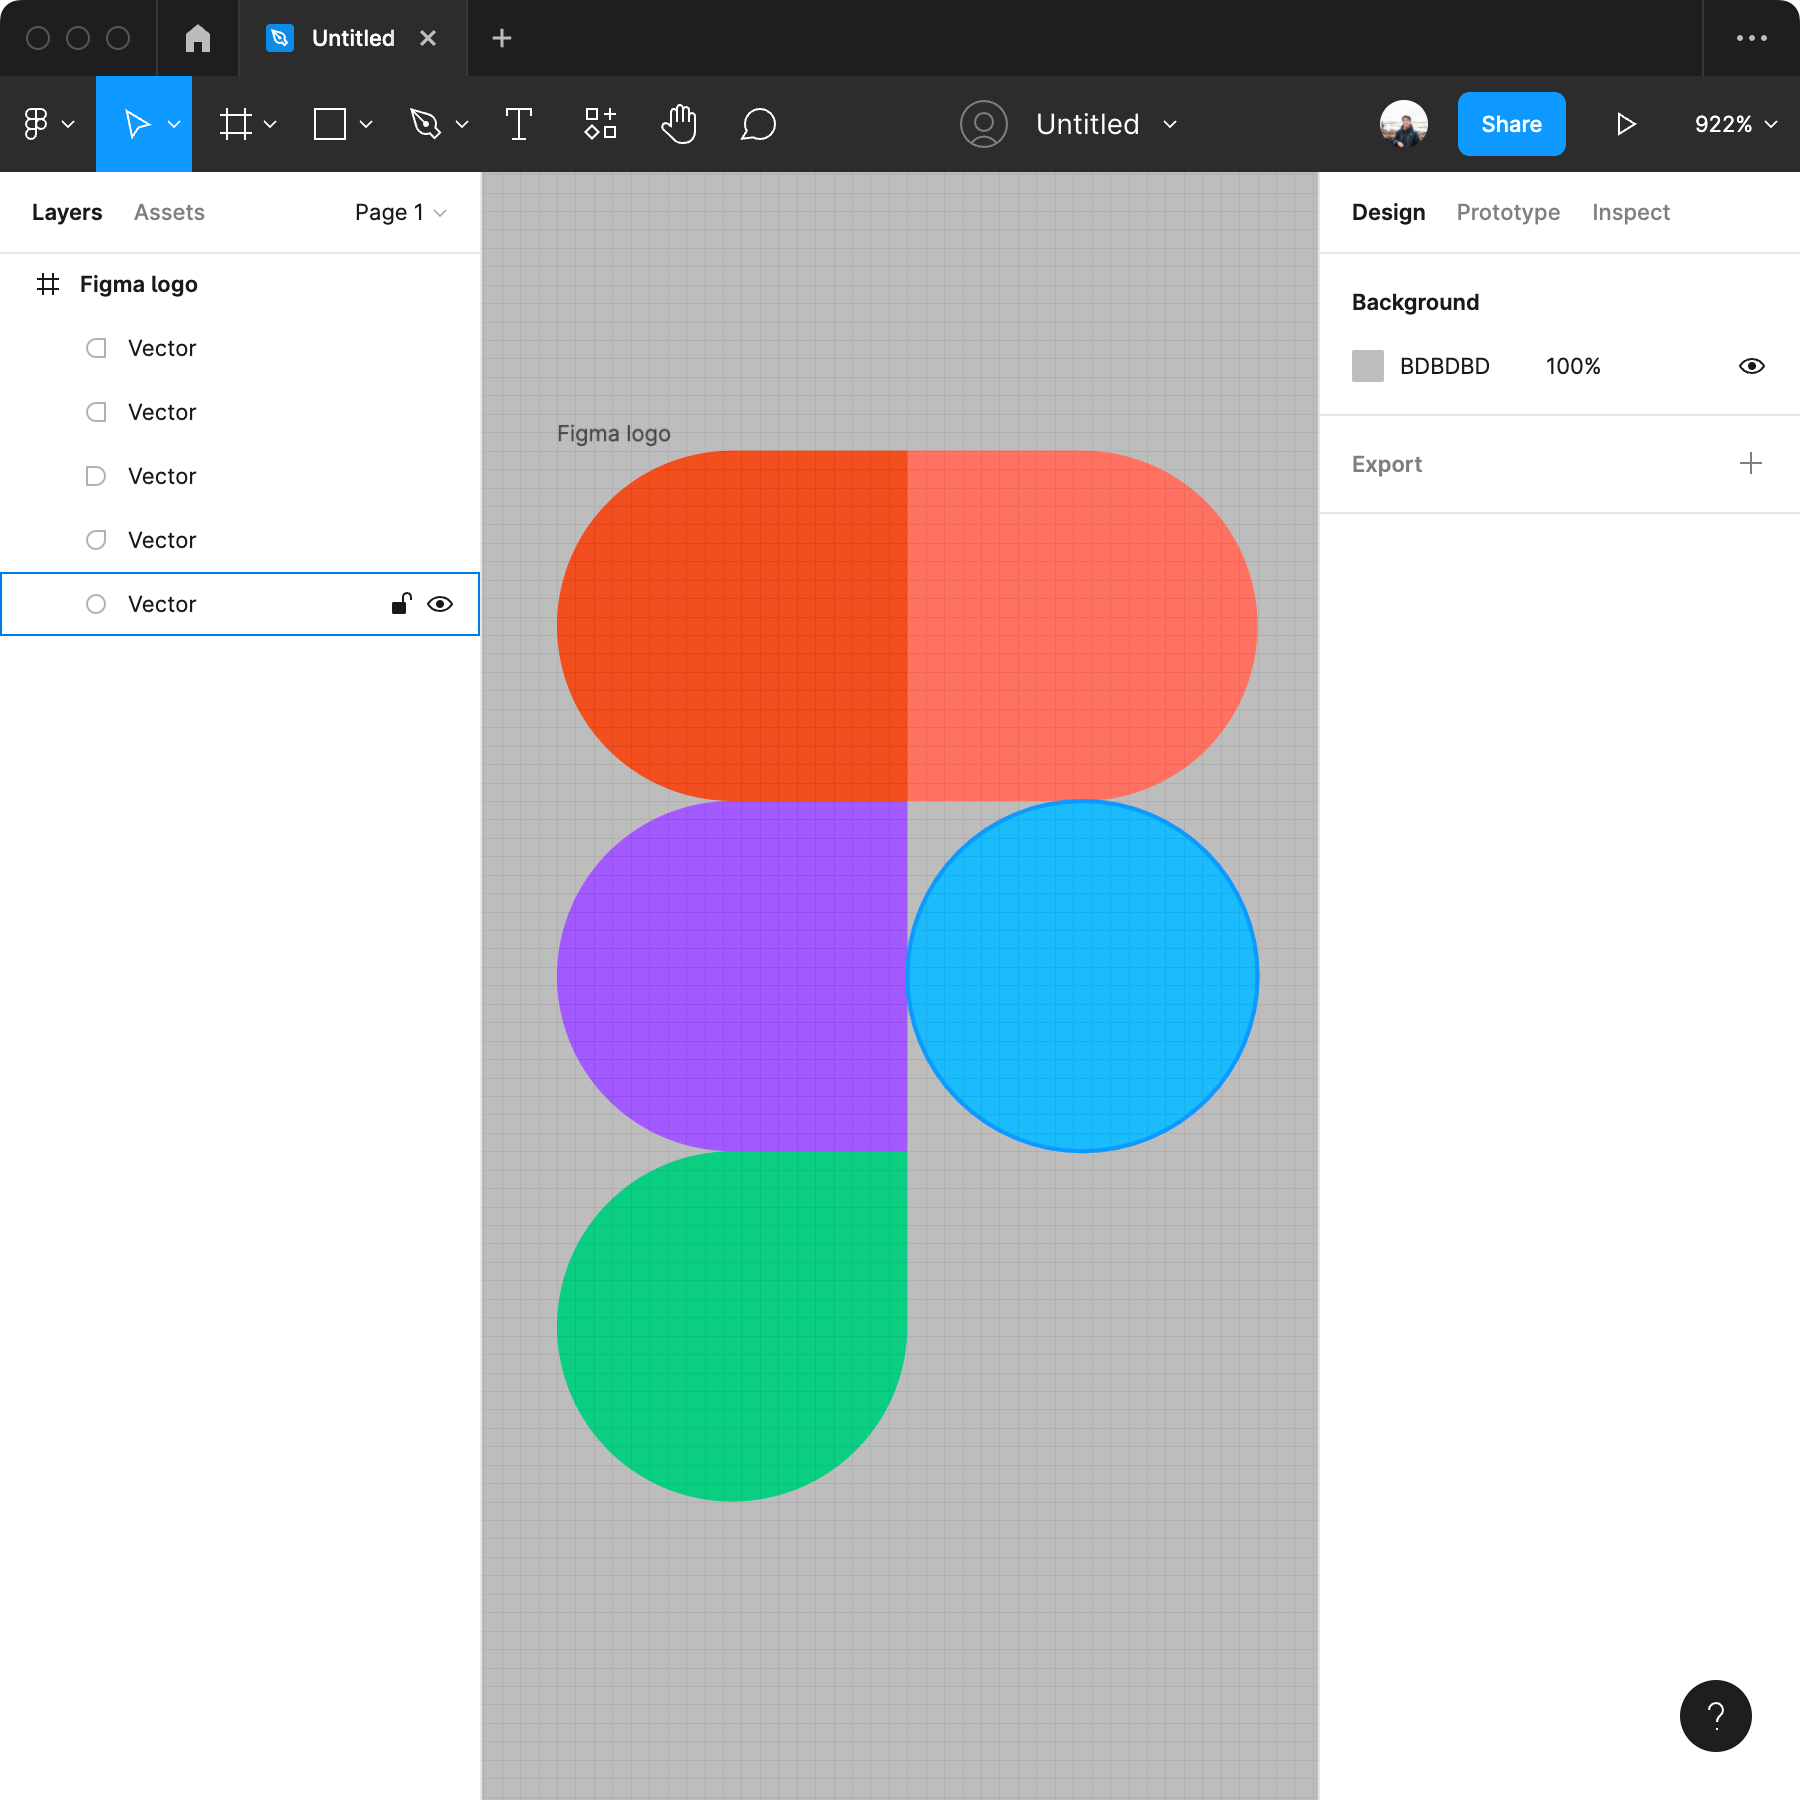 Untitled
Untitled
Share
922%
Layers
Assets
Page 1
Figma logo
Vector
Vector
Vector
Vector
Vector
Figma logo
Design
Prototype
Inspect
Background
BDBDBD
100%
Export
?